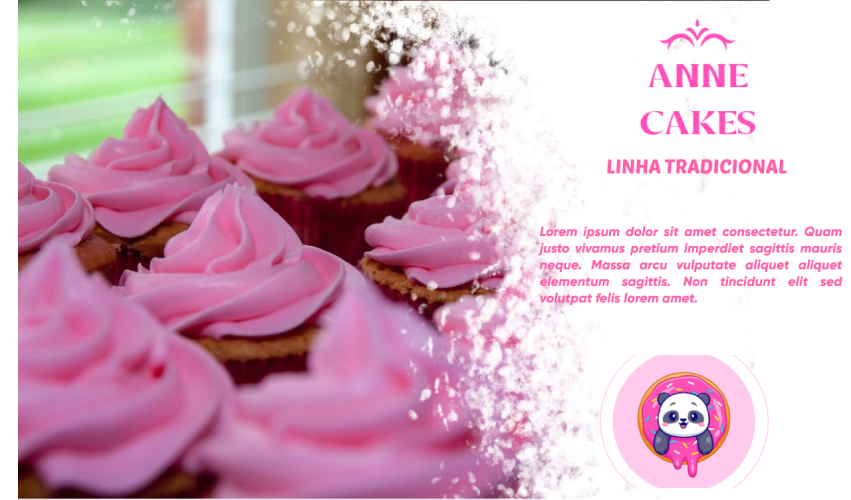 ANNE
CAKES
LINHA TRADICIONAL
Lorem ipsum dolor sit amet consectetur. Quam
justo vivamus pretium imperdiet sagittis mauris
neque. Massa arcu vulputate aliquet aliquet
elementum sagittis. Non tincidunt elit sed
volutpat felis lorem amet.